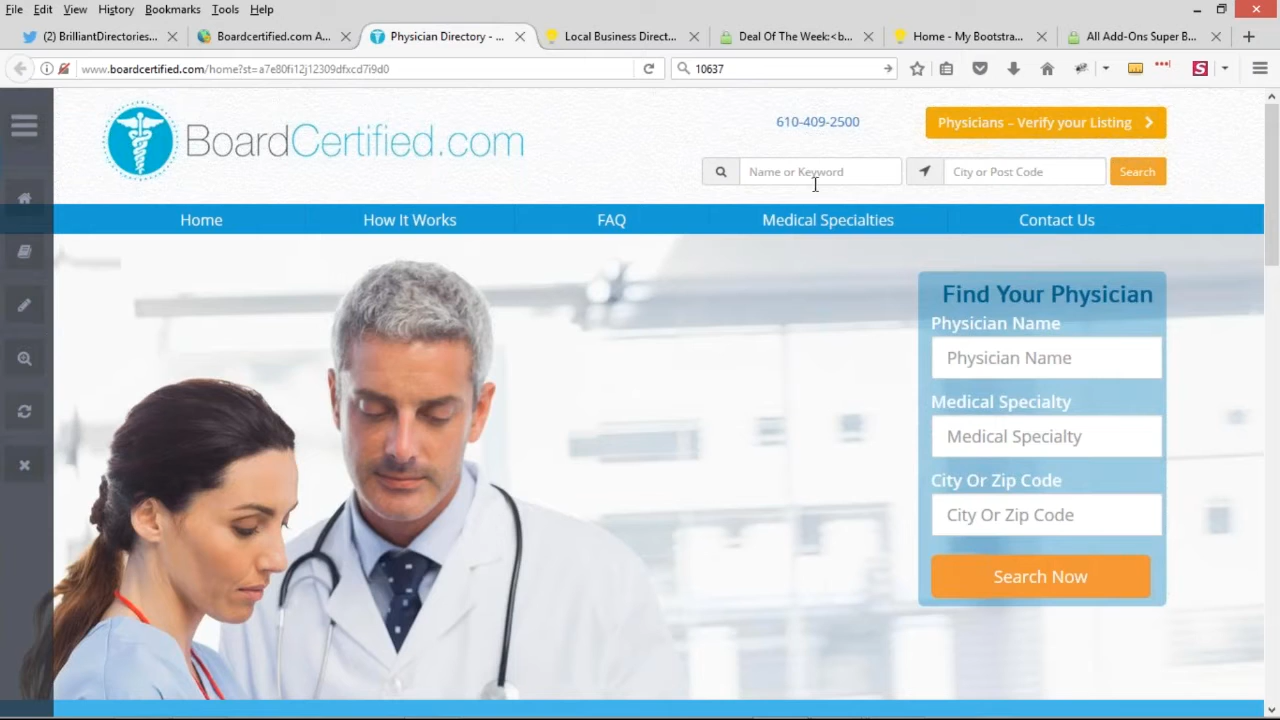 File Edit View History Bookmarks Tools Help
(2) BrilliantDirectories...
Boardcertified.com A...
Physician Directory - ...
Local Business Direct...
Deal Of The Week:<b...
Home - My Bootstra...
All Add-Ons Super B...
www.boardcertified.com/home?st=a7e80fi12j12309dfxcd7i9d0
10637
S
BoardCertified.com
610-409-2500
Physicians – Verify your Listing
Name or Keyword
City or Post Code
Search
Home
How It Works
FAQ
Medical Specialties
Contact Us
Find Your Physician
Physician Name
Physician Name
Medical Specialty
Medical Specialty
City Or Zip Code
City Or Zip Code
Search Now